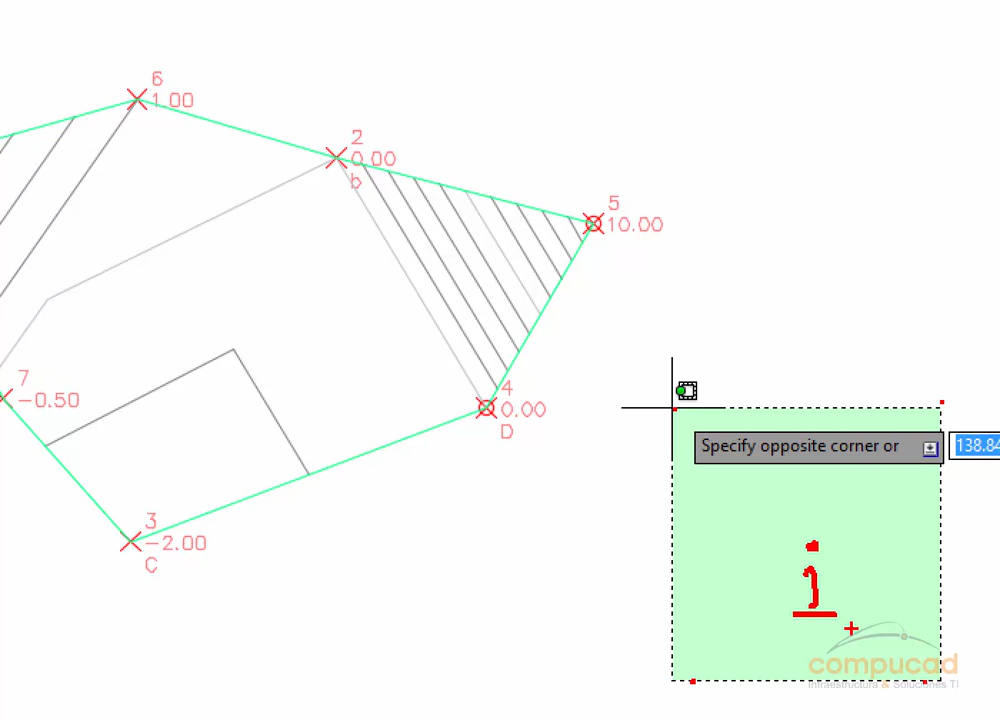 6
1.00
2
0.00
b
5
10.00
7
-0.50
4
0.00
D
3
-2.00
C
Specify opposite corner or
138.84
i
compucad
Infraestructura & Soluciones TI